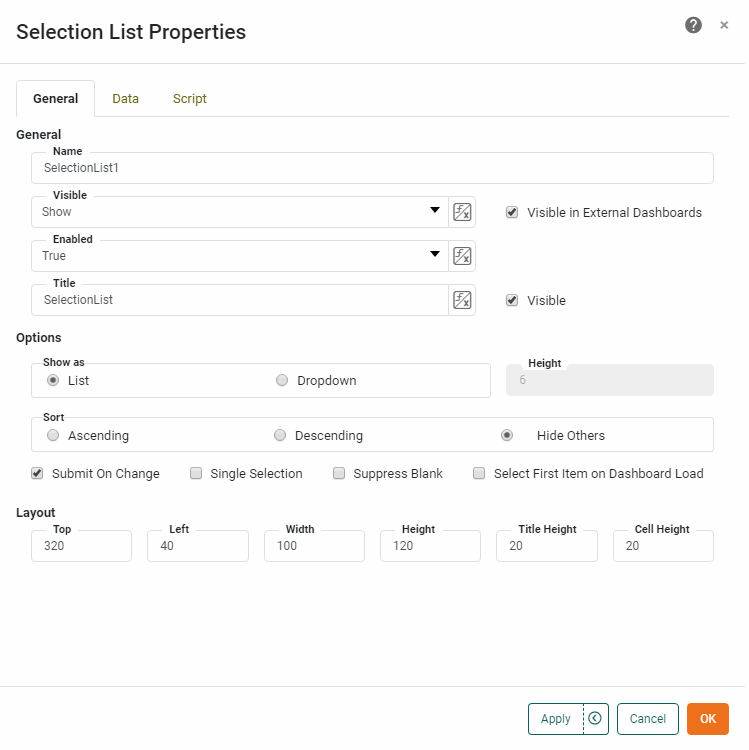 Selection List Properties
General Data Script
General
Name
SelectionList1
Visible
Show
Visible in External Dashboards
Enabled
True
Title
SelectionList
Visible
Options
Show as
List Dropdown
Height
6
Sort
Ascending Descending Hide Others
Submit On Change Single Selection Suppress Blank Select First Item on Dashboard Load
Layout
Top Left Width Height Title Height Cell Height
320 40 100 120 20 20
Apply Cancel OK